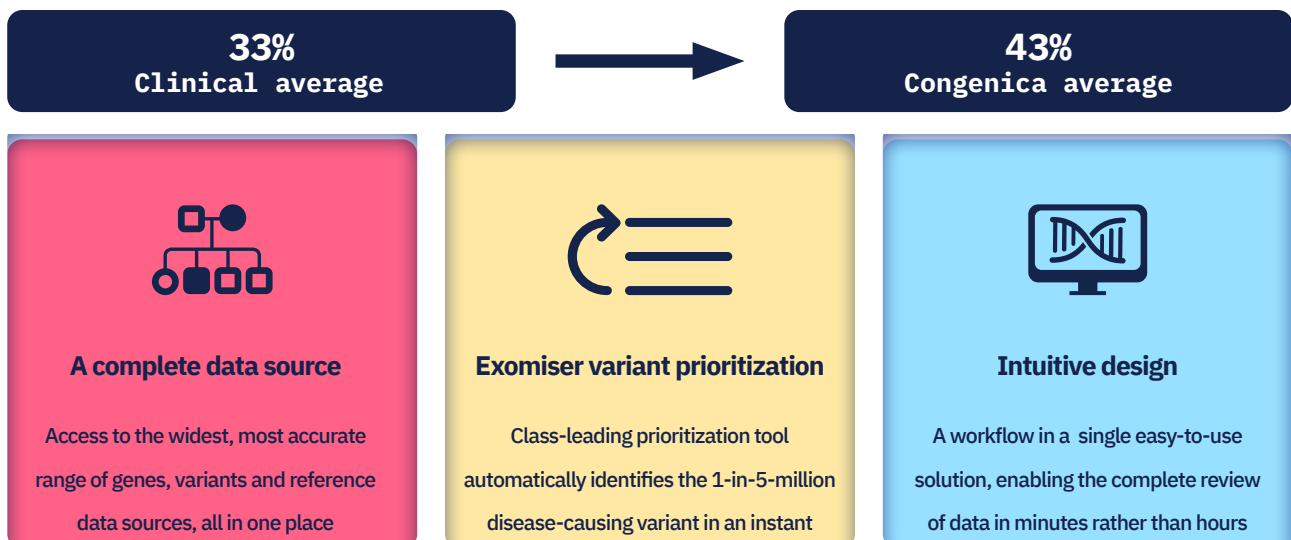 33%
Clinical average
43%
Congenica average
A complete data source
Access to the widest, most accurate
range of genes, variants and reference
data sources, all in one place
Exomiser variant prioritization
Class-leading prioritization tool
automatically identifies the 1-in-5-million
disease-causing variant in an instant
Intuitive design
A workflow in a single easy-to-use
solution, enabling the complete review
of data in minutes rather than hours